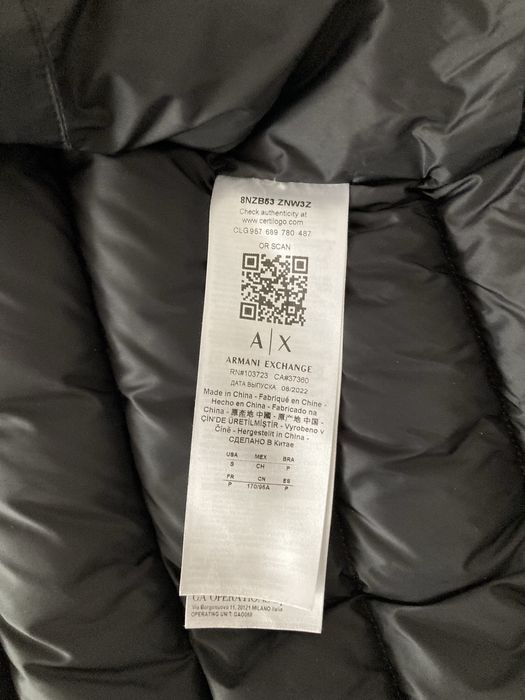 8NZB53 ZNW3Z
Check authenticity at
www.certilogo.com
CLG 957 689 780 487
OR SCAN
A|X
ARMANI EXCHANGE
RN#103723 CA#37360
ДАТА ВЫПУСКА 08/2022
Made in China - Fabriqué en Chine -
Hecho en China - Fabricado na
China - 原產地 中國 - 原产地 中国 -
ÇİN'DE ÜRETİLMİŞTİR - Vyrobeno v
Číně - Hergestellt in China -
СДЕЛАНО В Китае
USA MEX BRA
S CH P
FR CN ES
P 170/96A P
Via Borgonuovo 11, 20121 MILANO Italia
OPERATING UNIT: GAO060